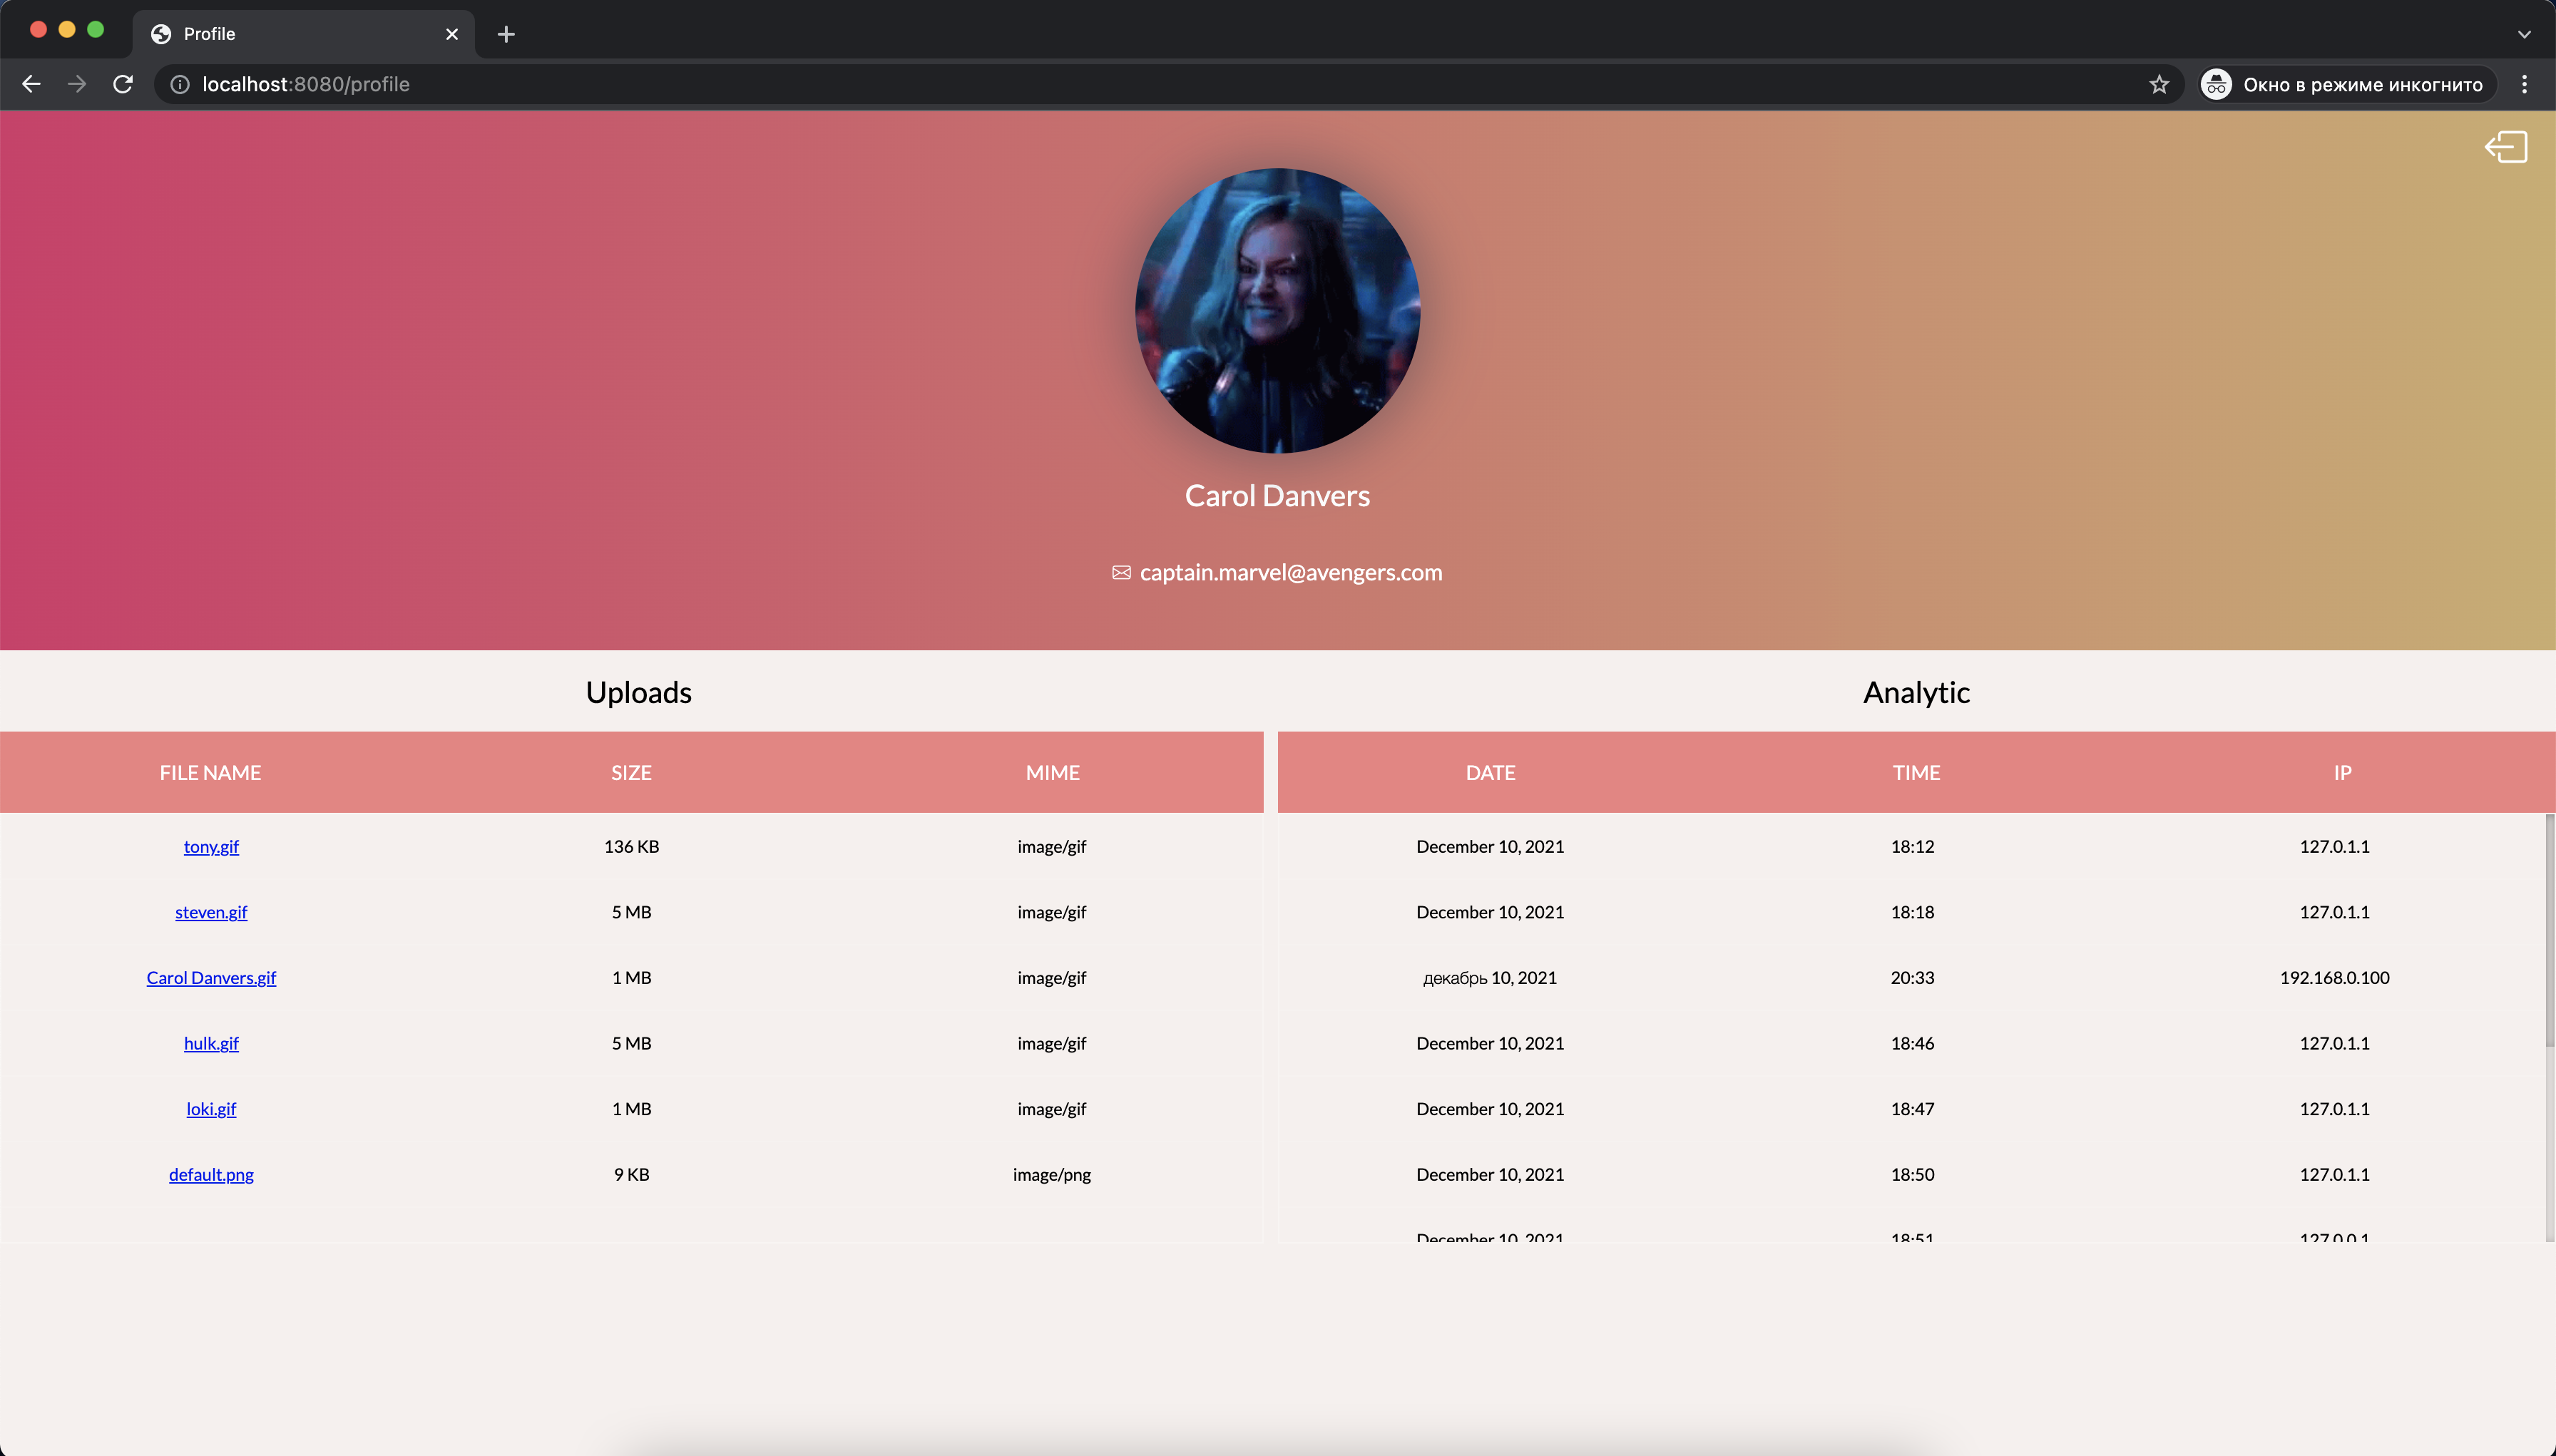 Profile
localhost:8080/profile
Окно в режиме инкогнито
Carol Danvers
captain.marvel@avengers.com
Uploads
Analytic
FILE NAME SIZE MIME
DATE TIME IP
tony.gif 136 KB image/gif
December 10, 2021 18:12 127.0.1.1
steven.gif 5 MB image/gif
December 10, 2021 18:18 127.0.1.1
Carol Danvers.gif 1 MB image/gif
декабрь 10, 2021 20:33 192.168.0.100
hulk.gif 5 MB image/gif
December 10, 2021 18:46 127.0.1.1
loki.gif 1 MB image/gif
December 10, 2021 18:47 127.0.1.1
default.png 9 KB image/png
December 10, 2021 18:50 127.0.1.1
December 10, 2021 18:51 127.0.0.1